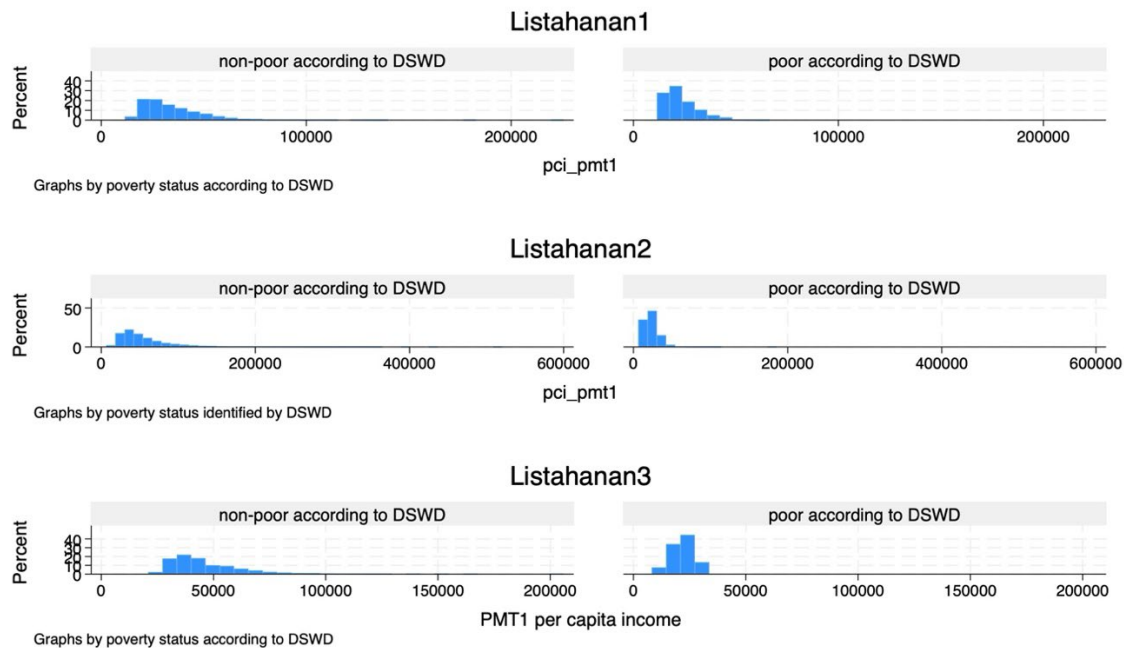 Listahanan1
non-poor according to DSWD
poor according to DSWD
Percent
40
30
20
10
0
0 100000 200000
0 100000 200000
pci_pmt1
Graphs by poverty status according to DSWD
Listahanan2
non-poor according to DSWD
poor according to DSWD
Percent
50
0
0 200000 400000 600000
0 200000 400000 600000
pci_pmt1
Graphs by poverty status identified by DSWD
Listahanan3
non-poor according to DSWD
poor according to DSWD
Percent
40
30
20
10
0
0 50000 100000 150000 200000
0 50000 100000 150000 200000
PMT1 per capita income
Graphs by poverty status according to DSWD